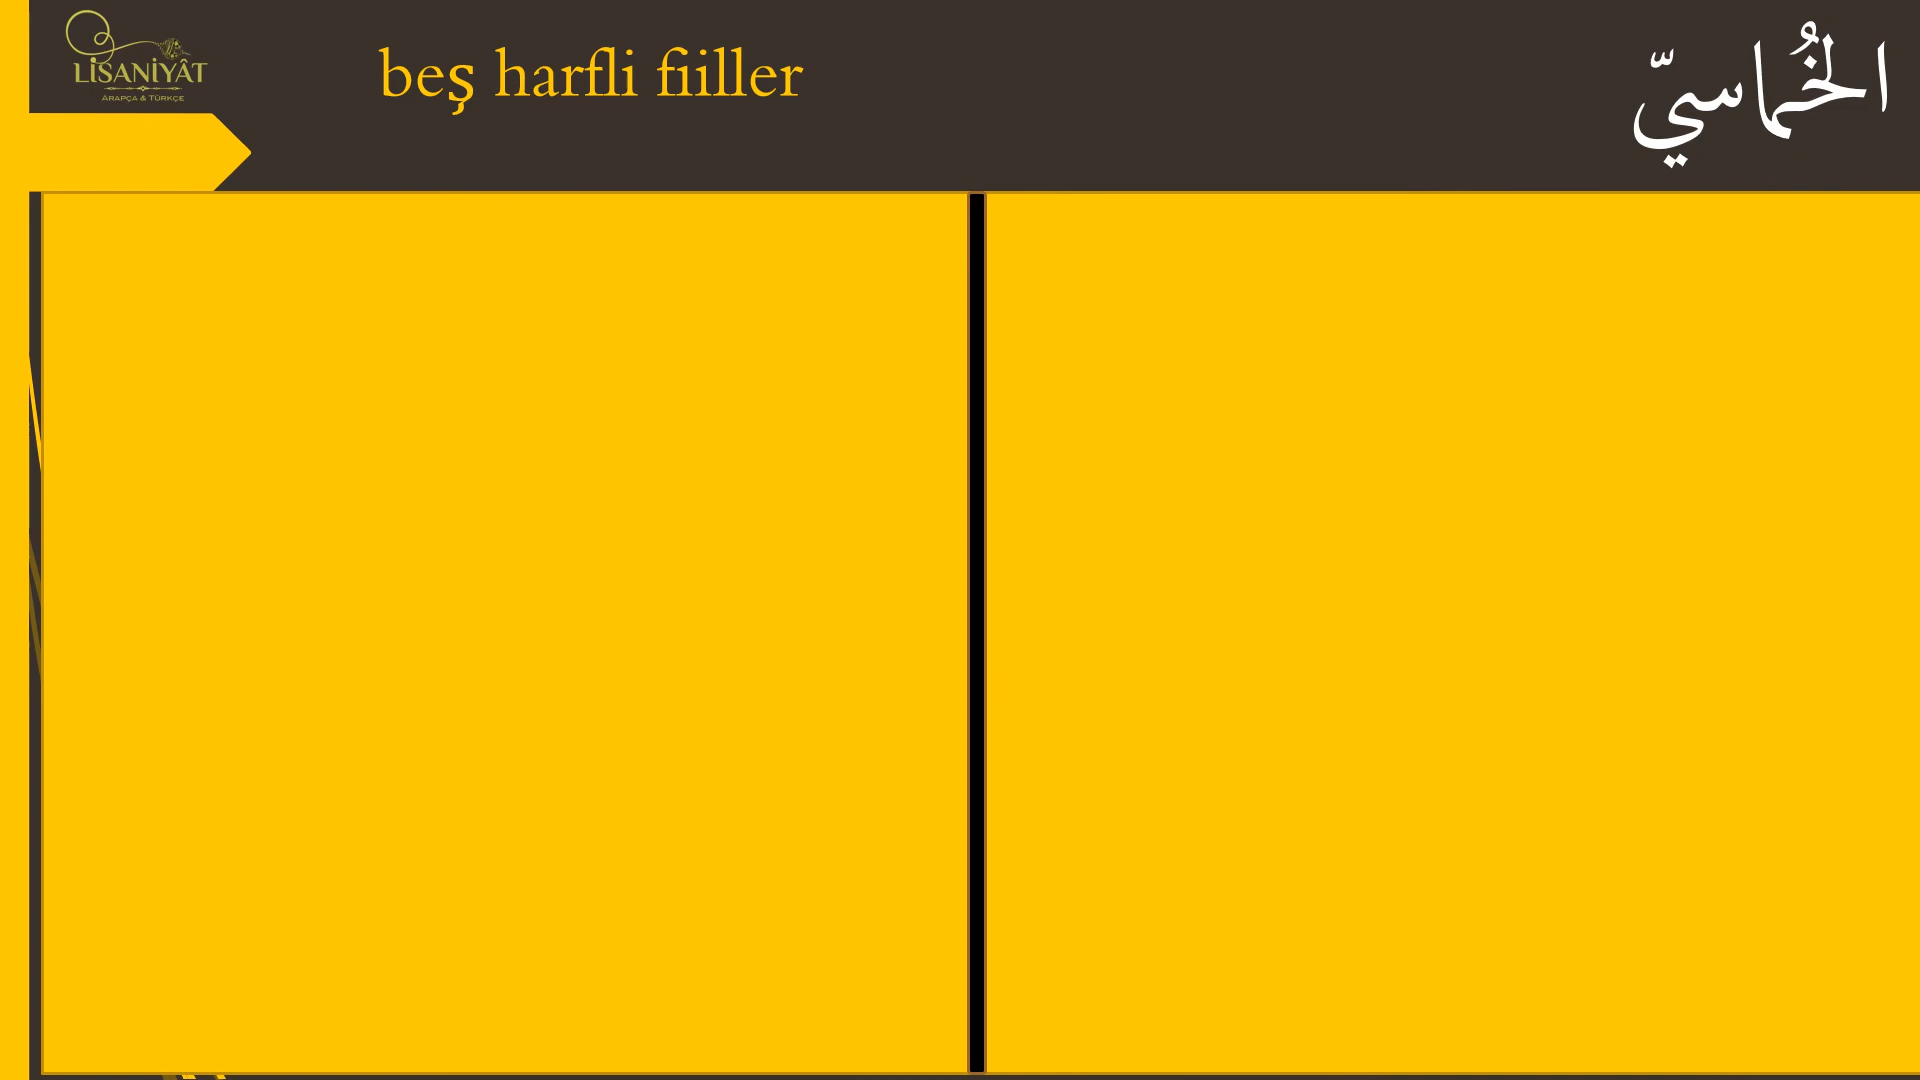 LİSANİYÂT
ARAPÇA & TÜRKÇE
beş harfli fiiller
الخُماسيّ